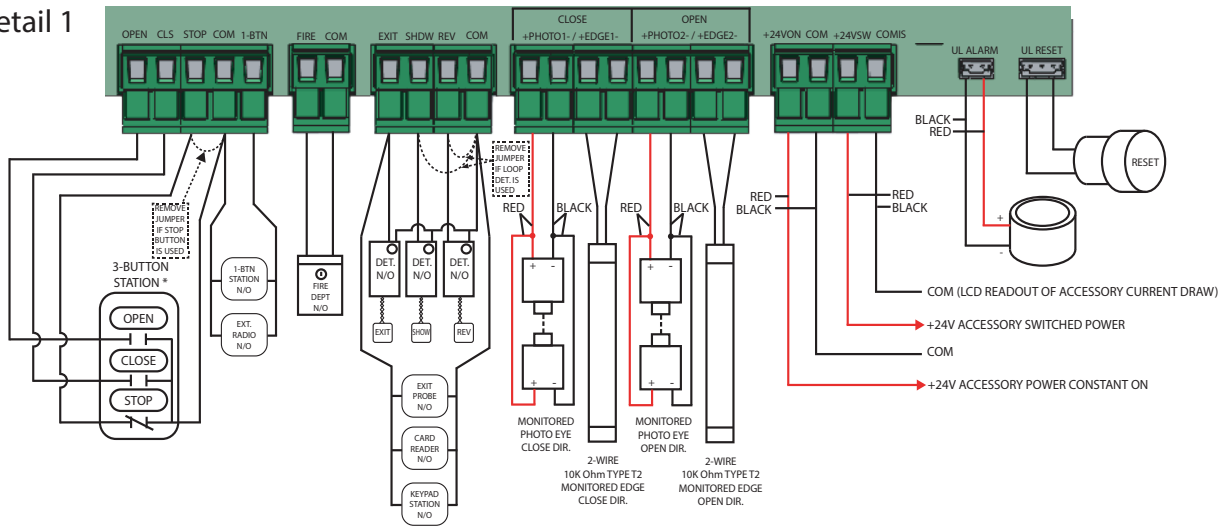 etail 1
CLOSE
OPEN
OPEN CLS STOP COM 1-BTN
FIRE COM
EXIT SHDW REV COM
+PHOTO1- / +EDGE1-
+PHOTO2- / +EDGE2-
+24VON COM +24VSW COMIS
UL ALARM
UL RESET
BLACK
RED
RESET
REMOVE
JUMPER
IF STOP
BUTTON
IS USED
REMOVE
JUMPER
IF LOOP
DET. IS
USED
RED
BLACK
RED
BLACK
RED
BLACK
RED
BLACK
+
-
3-BUTTON
STATION *
OPEN
CLOSE
STOP
1-BTN
STATION
N/O
EXT.
RADIO
N/O
FIRE
DEPT
N/O
DET.
N/O
DET.
N/O
DET.
N/O
EXIT
SHOW
REV
EXIT
PROBE
N/O
CARD
READER
N/O
KEYPAD
STATION
N/O
+ -
+ -
MONITORED
PHOTO EYE
CLOSE DIR.
2-WIRE
10K Ohm TYPE T2
MONITORED EDGE
CLOSE DIR.
+ -
+ -
MONITORED
PHOTO EYE
OPEN DIR.
2-WIRE
10K Ohm TYPE T2
MONITORED EDGE
OPEN DIR.
COM (LCD READOUT OF ACCESSORY CURRENT DRAW)
+24V ACCESSORY SWITCHED POWER
COM
+24V ACCESSORY POWER CONSTANT ON